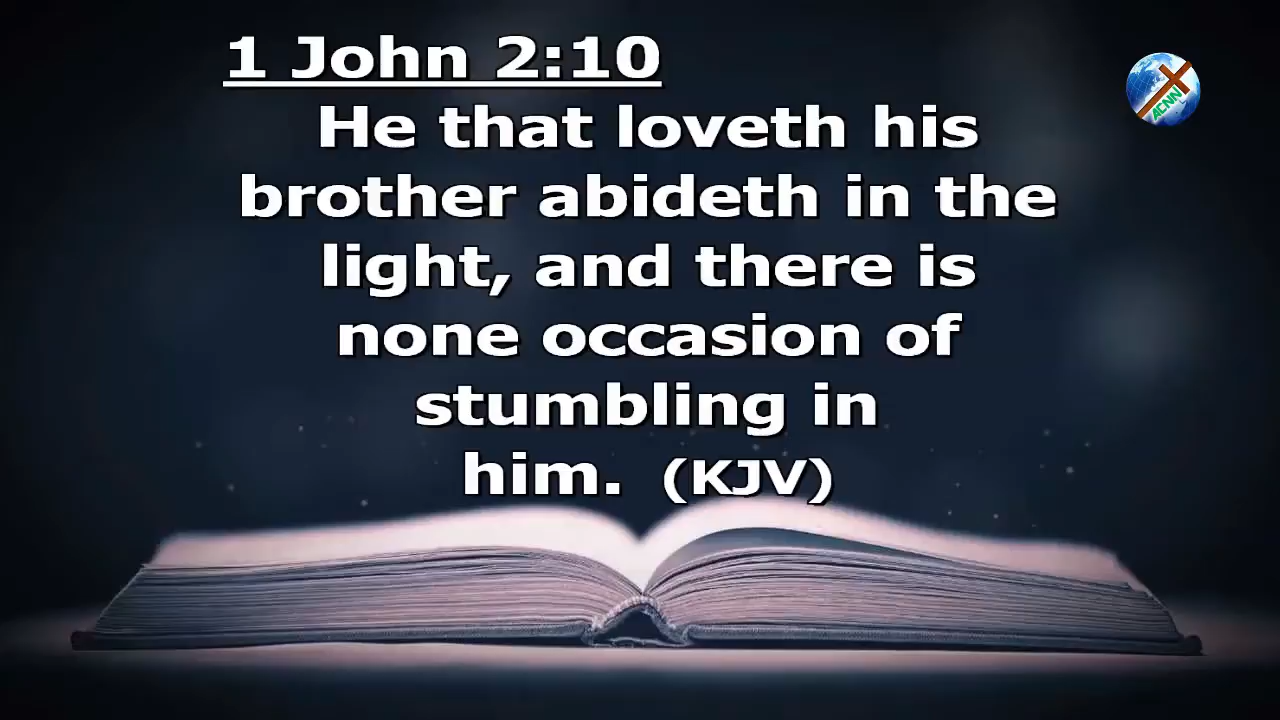 1 John 2:10
He that loveth his
brother abideth in the
light, and there is
none occasion of
stumbling in
him. (KJV)
ACNN